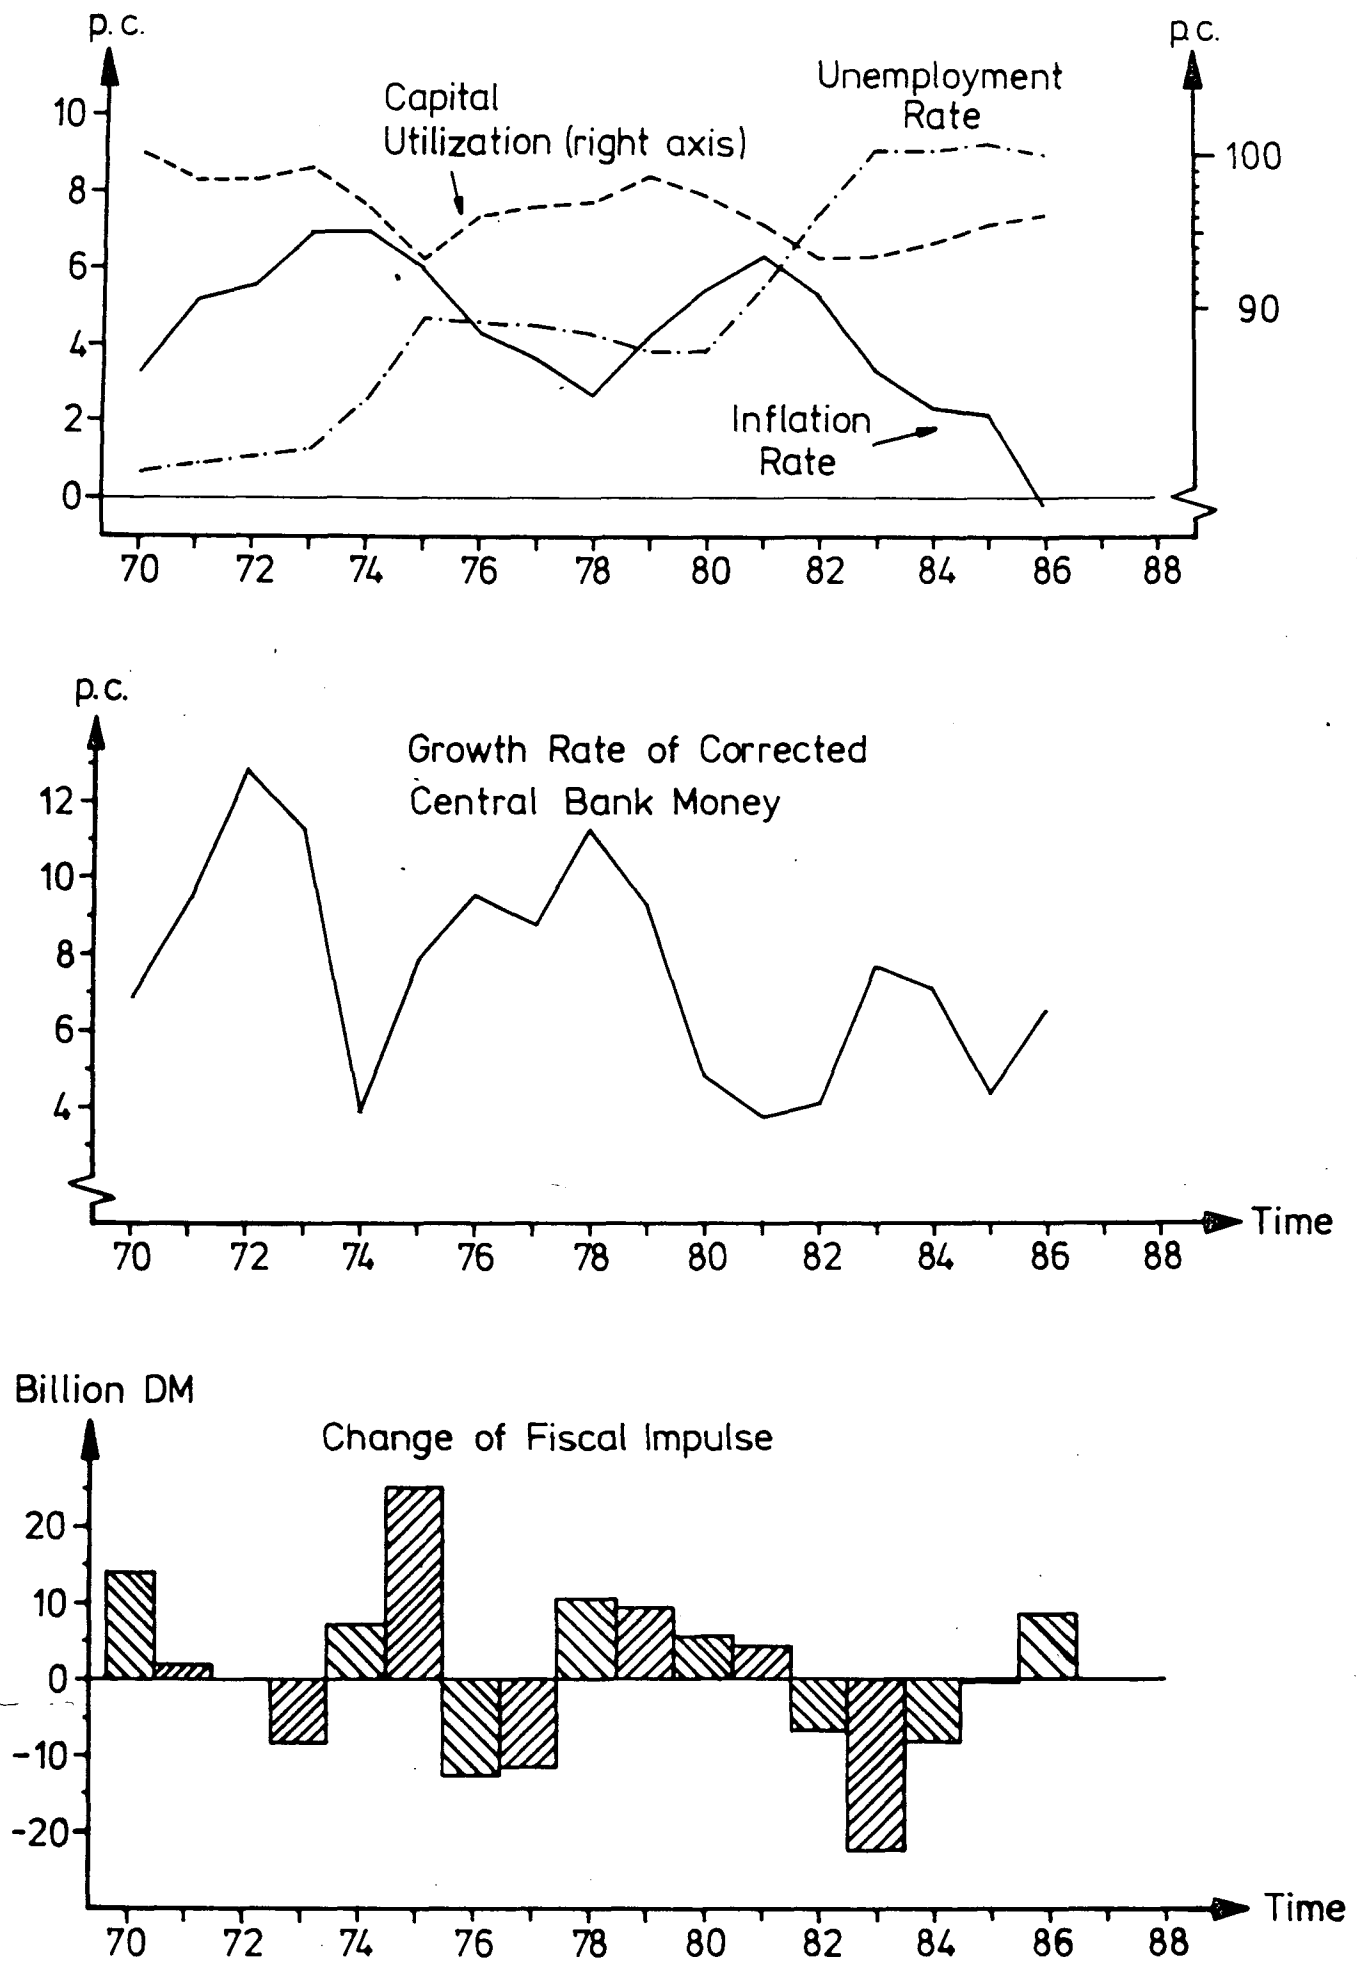 p.c.
p.c.
Capital
Utilization (right axis)
Unemployment
Rate
10
8
6
4
2
0
100
90
Inflation
Rate
70 72 74 76 78 80 82 84 86 88
p.c.
Growth Rate of Corrected
Central Bank Money
12
10
8
6
4
Time
70 72 74 76 78 80 82 84 86 88
Billion DM
Change of Fiscal Impulse
20
10
0
-10
-20
Time
70 72 74 76 78 80 82 84 86 88